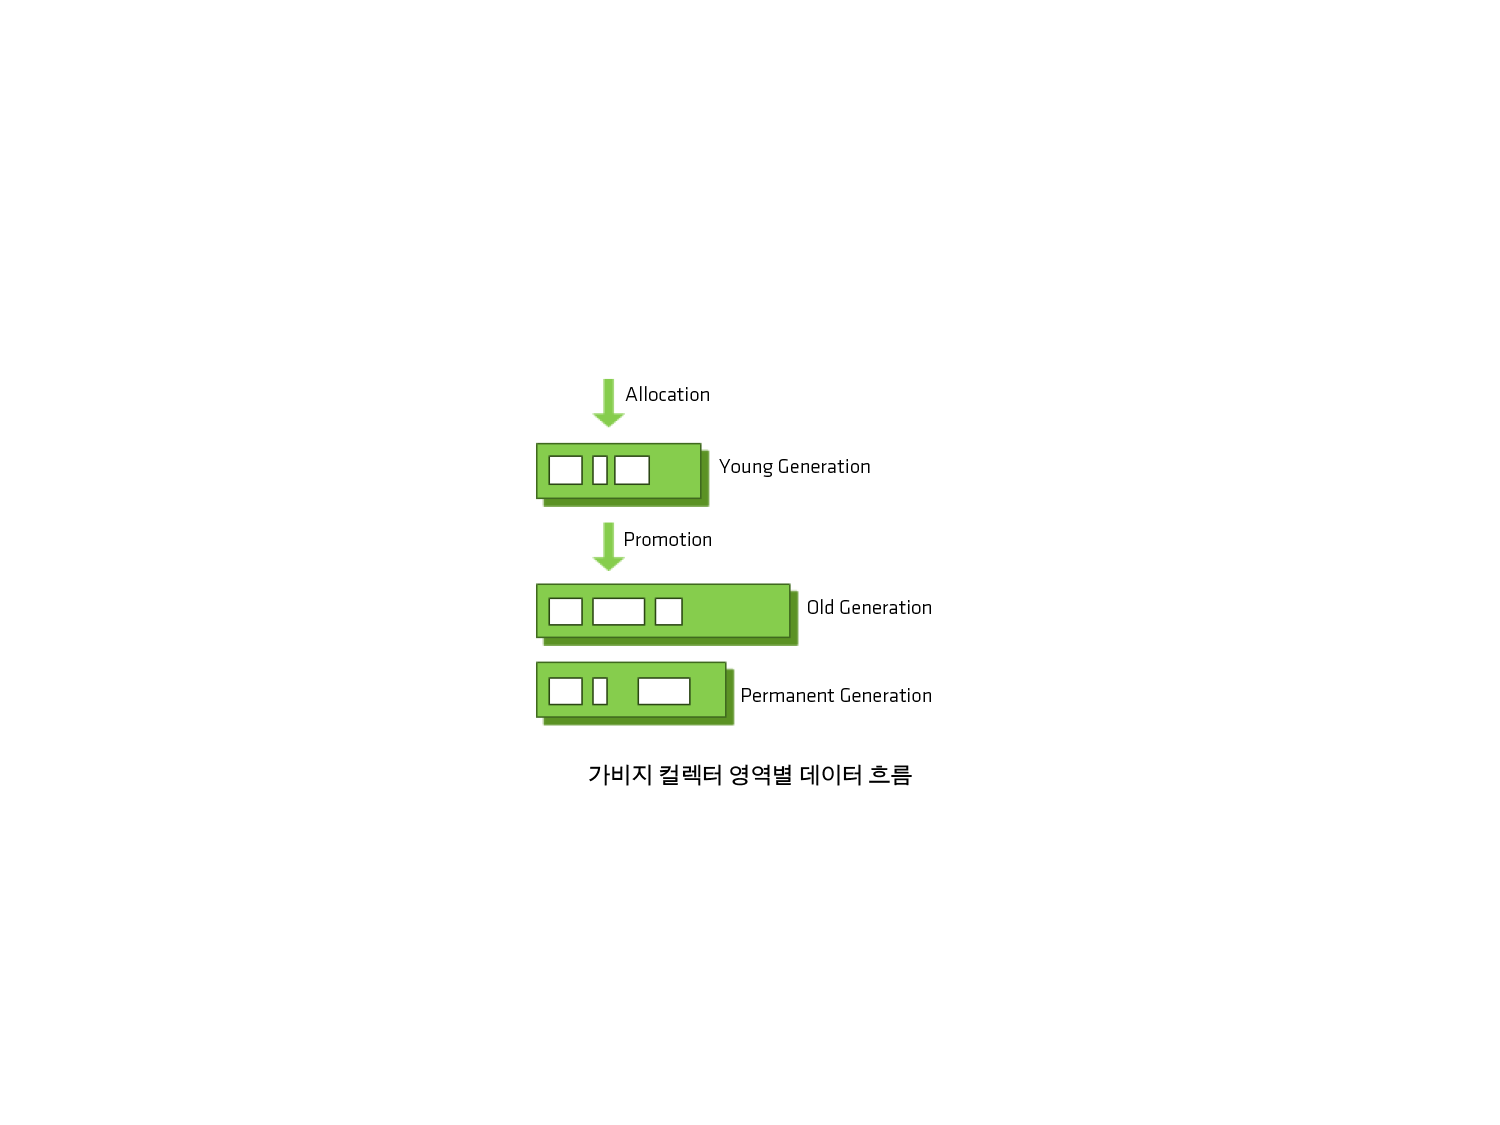 Allocation
Young Generation
Promotion
Old Generation
Permanent Generation
가비지 컬렉터 영역별 데이터 흐름